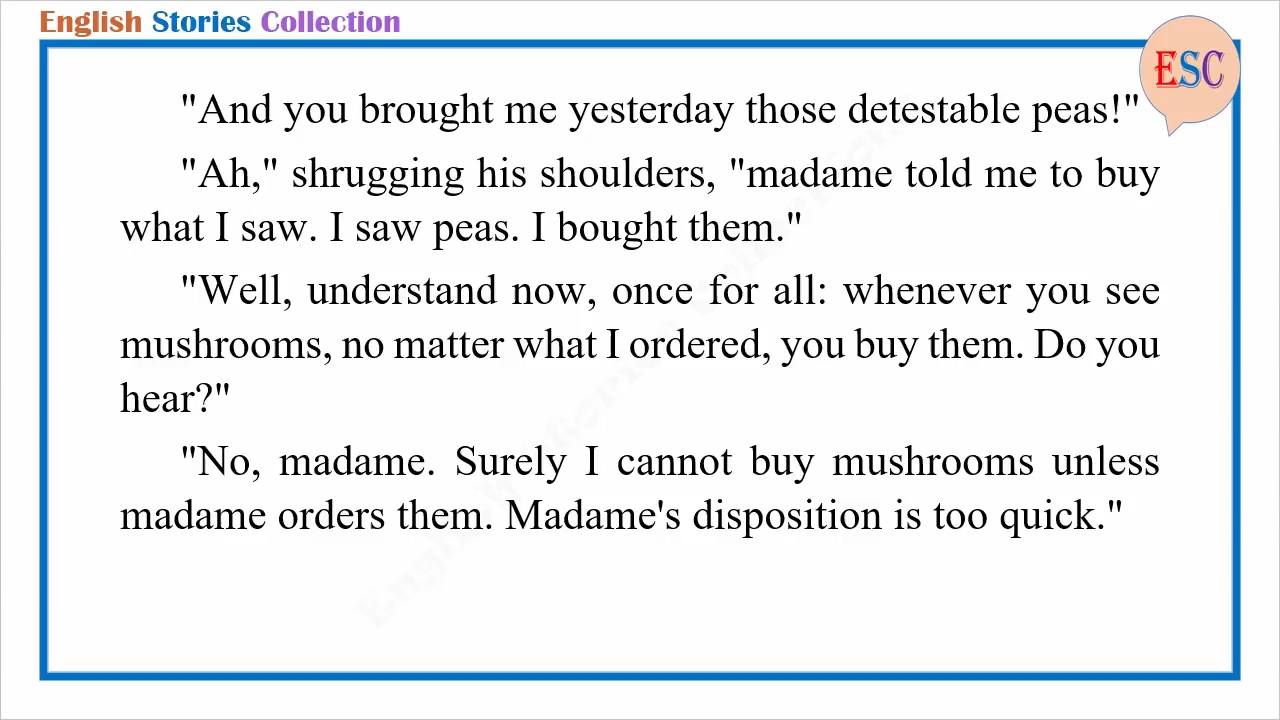 English Stories Collection
ESC
"And you brought me yesterday those detestable peas!"
"Ah," shrugging his shoulders, "madame told me to buy
what I saw. I saw peas. I bought them."
"Well, understand now, once for all: whenever you see
mushrooms, no matter what I ordered, you buy them. Do you
hear?"
"No, madame. Surely I cannot buy mushrooms unless
madame orders them. Madame's disposition is too quick."